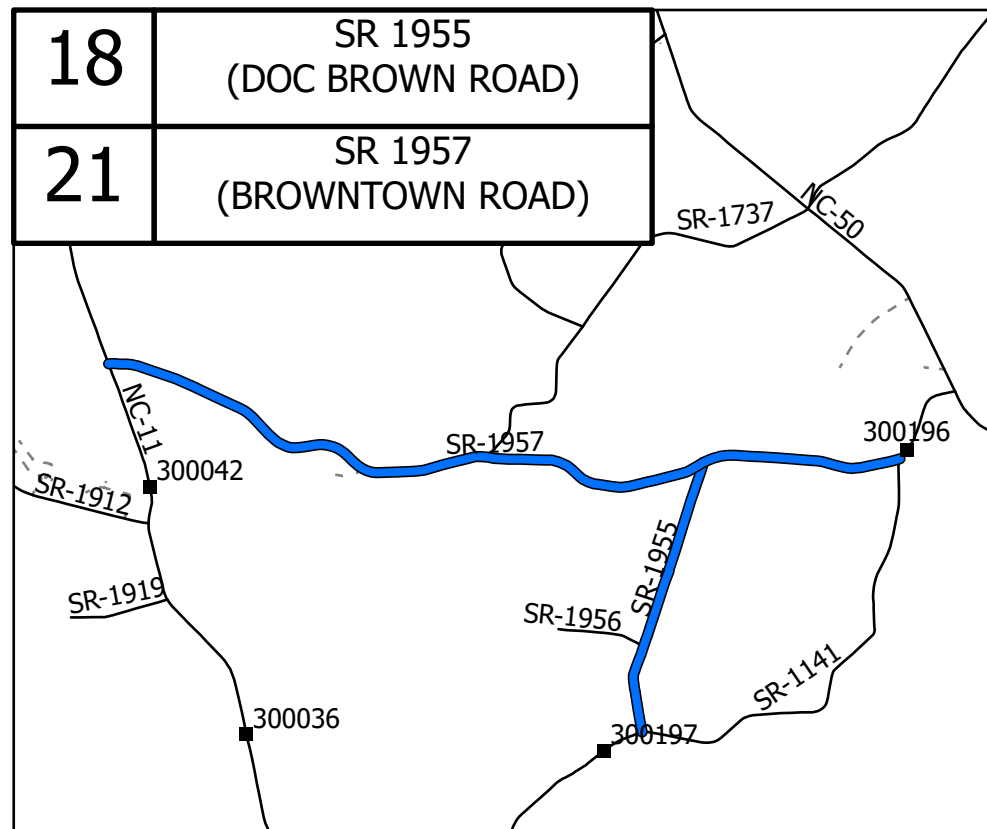 18
SR 1955
(DOC BROWN ROAD)
21
SR 1957
(BROWNTOWN ROAD)
SR-1737
NC-50
NC-11
SR-1957
300196
300042
SR-1912
SR-1955
SR-1919
SR-1956
SR-1141
300036
300197